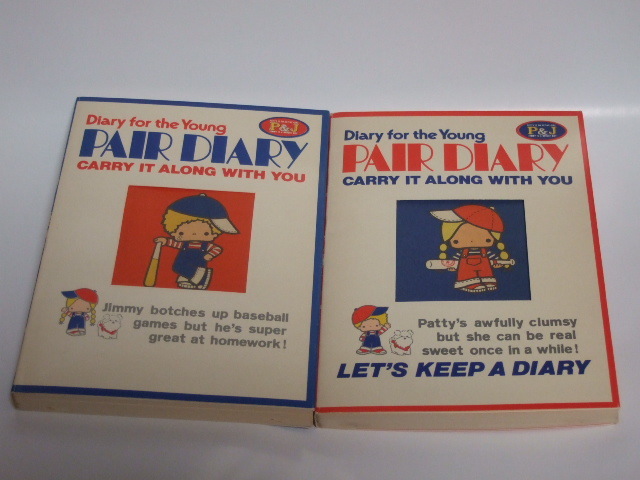 Diary for the Young
P&J
PAIR DIARY
CARRY IT ALONG WITH YOU
Jimmy botches up baseball
games but he's super
great at homework!
Diary for the Young
P&J
PAIR DIARY
CARRY IT ALONG WITH YOU
Patty's awfully clumsy
but she can be real
sweet once in a while!
LET'S KEEP A DIARY